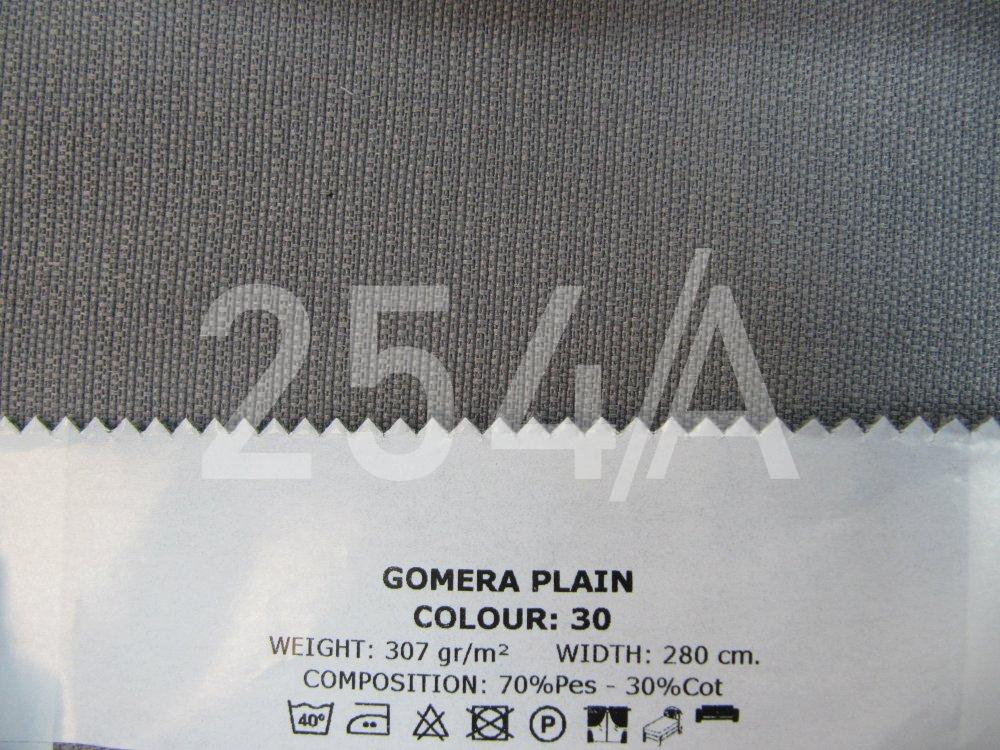 254//A
GOMERA PLAIN
COLOUR: 30
WEIGHT: 307 gr/m² WIDTH: 280 cm.
COMPOSITION: 70%Pes - 30%Cot
40° P